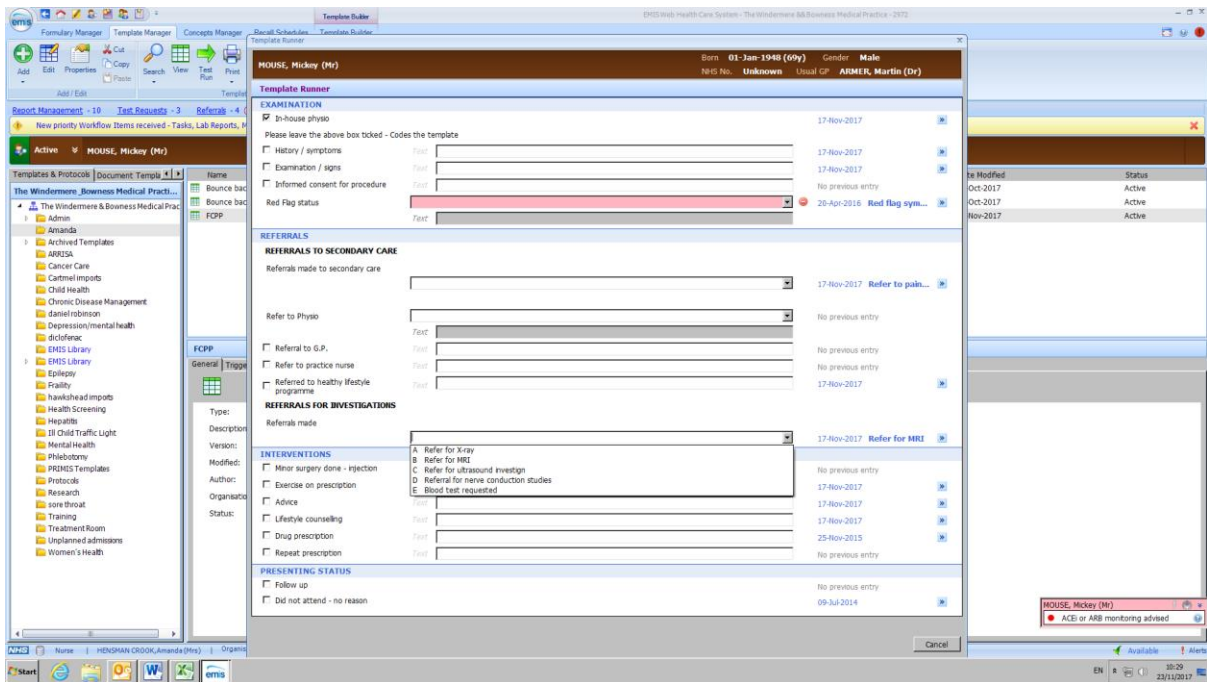 Template Builder
EMIS Web Health Care System - The Windermere && Bowness Medical Practice - 2972
emis
Formulary Manager Template Manager Concepts Manager Recall Schedules Template Builder
Add Edit Properties Cut Copy Paste Search View Test Run Print
Add / Edit
Report Management - 10 Test Requests - 3 Referrals - 4
New priority Workflow Items received - Tasks, Lab Reports,
Active MOUSE, Mickey (Mr)
Templates & Protocols Document Templa
The Windermere _Bowness Medical Practi...
The Windermere & Bowness Medical Prac
Admin
Amanda
Archived Templates
ARRISA
Cancer Care
Cartmel imports
Child Health
Chronic Disease Management
daniel robinson
Depression/mental health
diclofenac
EMIS Library
EMIS Library
Epilepsy
Fraility
hawkshead imports
Health Screening
Hepatitis
Ill Child Traffic Light
Mental Health
Phlebotomy
PRIMIS Templates
Protocols
Research
sore throat
Training
Treatment Room
Unplanned admissions
Women's Health
Name
Bounce bac
Bounce bac
FCPP
FCPP
General Trigge
Type:
Description
Version:
Modified:
Author:
Organisatio
Status:
Template Runner
MOUSE, Mickey (Mr)
Born 01-Jan-1948 (69y) Gender Male
NHS No. Unknown Usual GP ARMER, Martin (Dr)
Template Runner
EXAMINATION
In-house physio 17-Nov-2017
Please leave the above box ticked - Codes the template
History / symptoms Text 17-Nov-2017
Examination / signs Text 17-Nov-2017
Informed consent for procedure Text No previous entry
Red Flag status 20-Apr-2016 Red flag sym...
Text
REFERRALS
REFERRALS TO SECONDARY CARE
Referrals made to secondary care
17-Nov-2017 Refer to pain...
Refer to Physio No previous entry
Text
Referral to G.P. Text No previous entry
Refer to practice nurse Text No previous entry
Referred to healthy lifestyle programme Text 17-Nov-2017
REFERRALS FOR INVESTIGATIONS
Referrals made
17-Nov-2017 Refer for MRI
A Refer for X-ray
B Refer for MRI
C Refer for ultrasound investign
D Referral for nerve conduction studies
E Blood test requested
INTERVENTIONS
Minor surgery done - injection No previous entry
Exercise on prescription 17-Nov-2017
Advice Text 17-Nov-2017
Lifestyle counselling Text 17-Nov-2017
Drug prescription Text 25-Nov-2015
Repeat prescription Text No previous entry
PRESENTING STATUS
Follow up No previous entry
Did not attend - no reason 09-Jul-2014
Cancel
te Modified Status
Oct-2017 Active
Oct-2017 Active
Nov-2017 Active
MOUSE, Mickey (Mr)
ACEi or ARB monitoring advised
NHS Nurse HENSMAN CROOK, Amanda (Mrs) Organis
Available Alerts
Start emis
EN 10:29
23/11/2017